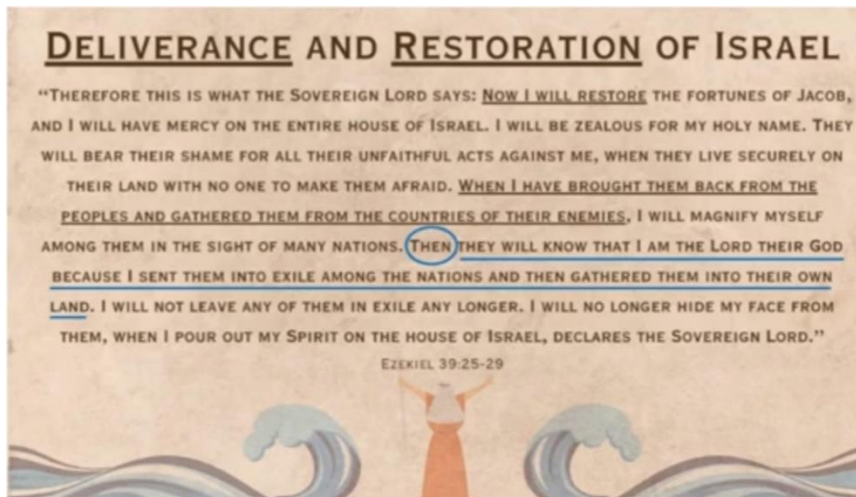 DELIVERANCE AND RESTORATION OF ISRAEL
“THEREFORE THIS IS WHAT THE SOVEREIGN LORD SAYS: NOW I WILL RESTORE THE FORTUNES OF JACOB,
AND I WILL HAVE MERCY ON THE ENTIRE HOUSE OF ISRAEL. I WILL BE ZEALOUS FOR MY HOLY NAME. THEY
WILL BEAR THEIR SHAME FOR ALL THEIR UNFAITHFUL ACTS AGAINST ME, WHEN THEY LIVE SECURELY ON
THEIR LAND WITH NO ONE TO MAKE THEM AFRAID. WHEN I HAVE BROUGHT THEM BACK FROM THE
PEOPLES AND GATHERED THEM FROM THE COUNTRIES OF THEIR ENEMIES, I WILL MAGNIFY MYSELF
AMONG THEM IN THE SIGHT OF MANY NATIONS. THEN THEY WILL KNOW THAT I AM THE LORD THEIR GOD
BECAUSE I SENT THEM INTO EXILE AMONG THE NATIONS AND THEN GATHERED THEM INTO THEIR OWN
LAND. I WILL NOT LEAVE ANY OF THEM IN EXILE ANY LONGER. I WILL NO LONGER HIDE MY FACE FROM
THEM, WHEN I POUR OUT MY SPIRIT ON THE HOUSE OF ISRAEL, DECLARES THE SOVEREIGN LORD.”
EZEKIEL 39:25-29